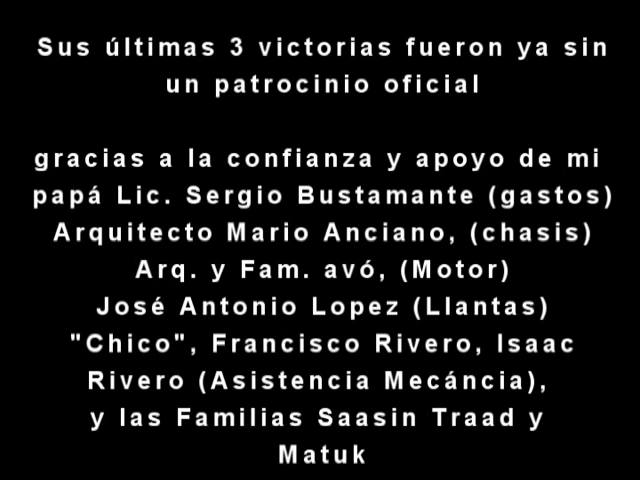 Sus últimas 3 victorias fueron ya sin
un patrocinio oficial
gracias a la confianza y apoyo de mi
papá Lic. Sergio Bustamante (gastos)
Arquitecto Mario Anciano, (chasis)
Arq. y Fam. avó, (Motor)
José Antonio Lopez (Llantas)
"Chico", Francisco Rivero, Isaac
Rivero (Asistencia Mecáncia),
y las Familias Saasin Traad y
Matuk